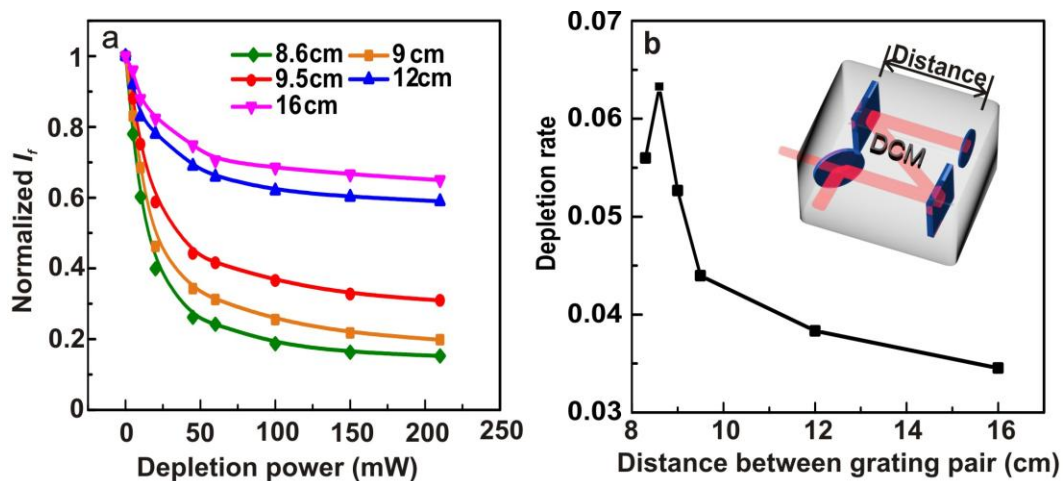 a
8.6cm 9 cm
9.5cm 12cm
16cm
1
0.8
0.6
0.4
0.2
0
Normalized I_f
0 50 100 150 200 250
Depletion power (mW)
b
Distance
DCM
0.07
0.06
0.05
0.04
0.03
Depletion rate
8 10 12 14 16
Distance between grating pair (cm)